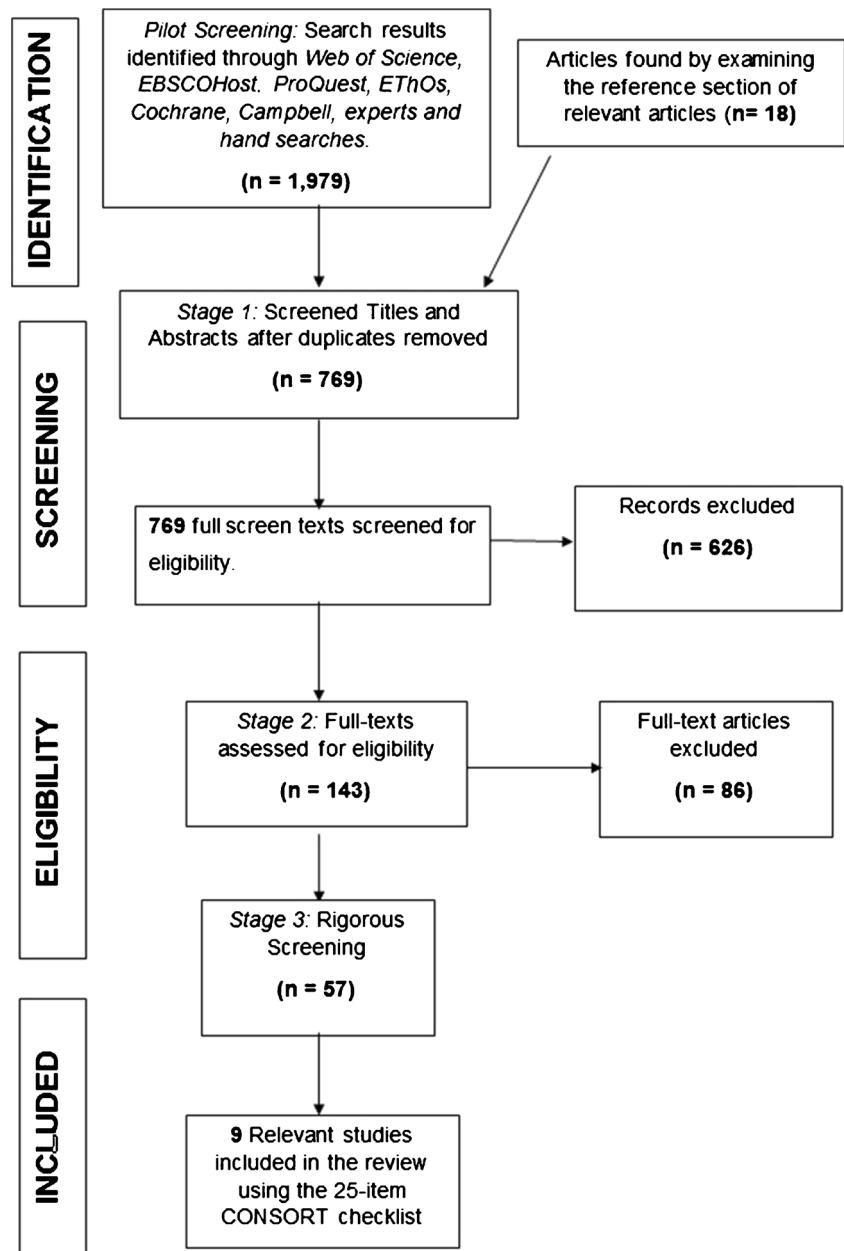 IDENTIFICATION
Pilot Screening: Search results
identified through Web of Science,
EBSCOHost. ProQuest, EThOs,
Cochrane, Campbell, experts and
hand searches.
(n = 1,979)
Articles found by examining
the reference section of
relevant articles (n= 18)
SCREENING
Stage 1: Screened Titles and
Abstracts after duplicates removed
(n = 769)
769 full screen texts screened for
eligibility.
Records excluded
(n = 626)
ELIGIBILITY
Stage 2: Full-texts
assessed for eligibility
(n = 143)
Full-text articles
excluded
(n = 86)
Stage 3: Rigorous
Screening
(n = 57)
INCLUDED
9 Relevant studies
included in the review
using the 25-item
CONSORT checklist